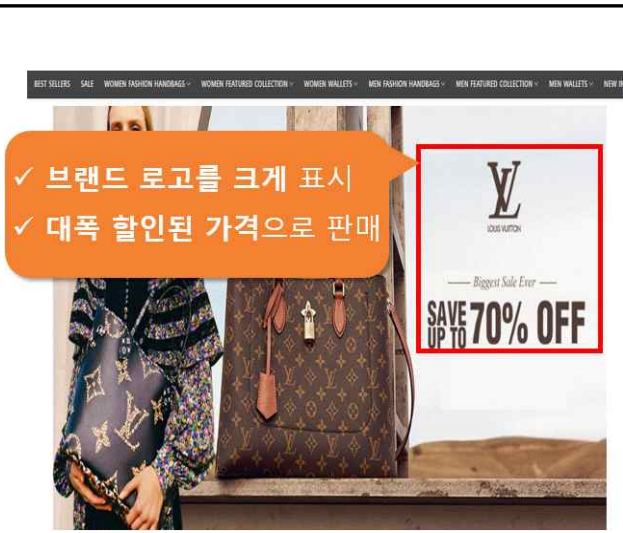 BEST SELLERS SALE WOMEN FASHION HANDBAGS WOMEN FEATURED COLLECTION WOMEN WALLETS MEN FASHION HANDBAGS MEN FEATURED COLLECTION MEN WALLETS NEW IN
✓ 브랜드 로고를 크게 표시
✓ 대폭 할인된 가격으로 판매
LV
LOUIS VUITTON
Biggest Sale Ever
SAVE UP TO 70% OFF